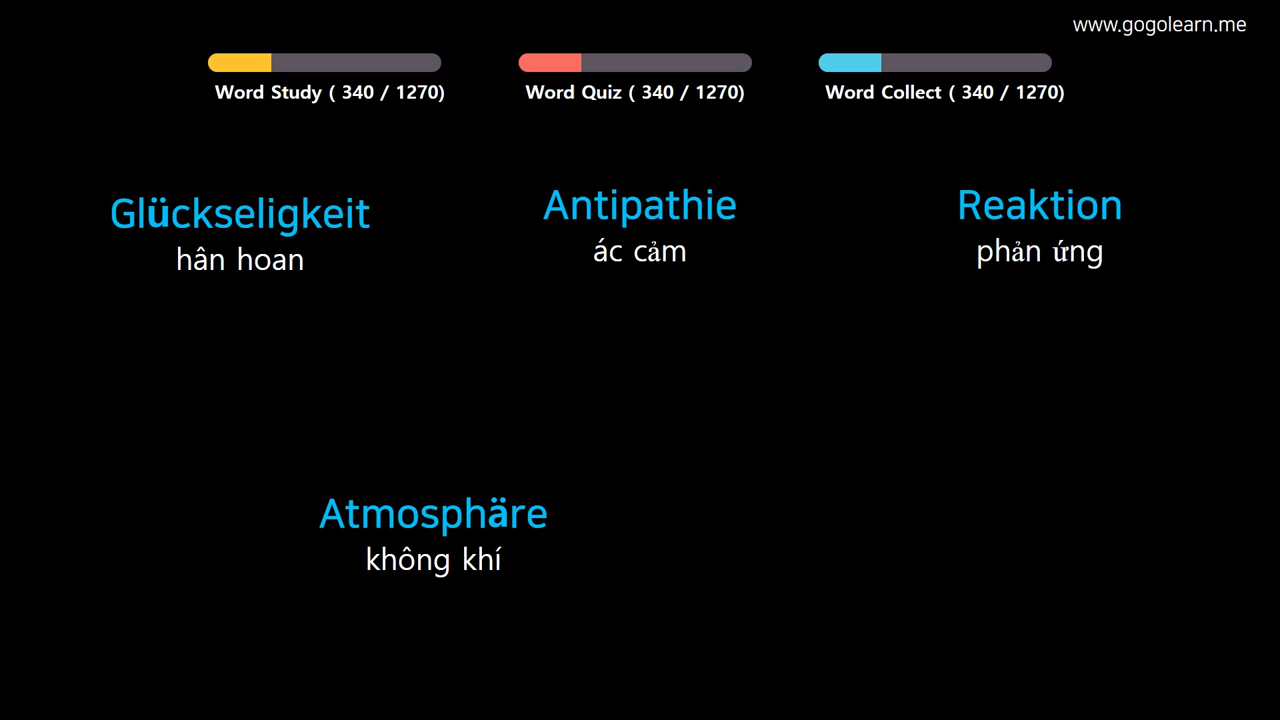 www.gogolearn.me
Word Study ( 340 / 1270)
Word Quiz ( 340 / 1270)
Word Collect ( 340 / 1270)
Glückseligkeit
hân hoan
Antipathie
ác cảm
Reaktion
phản ứng
Atmosphäre
không khí